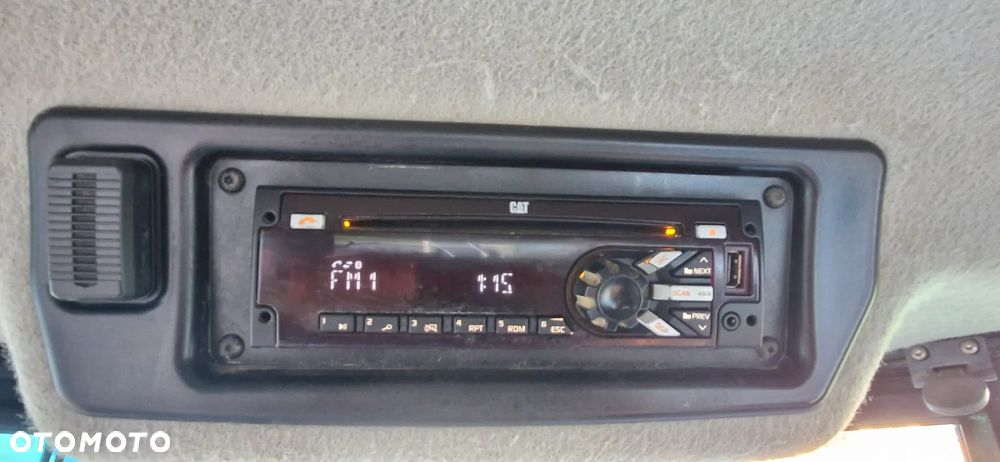 CAT
FM1 1:15
NEXT
SCAN
PREV
1 2 3 4 RPT 5 RDM 6 ESC
OTOMOTO